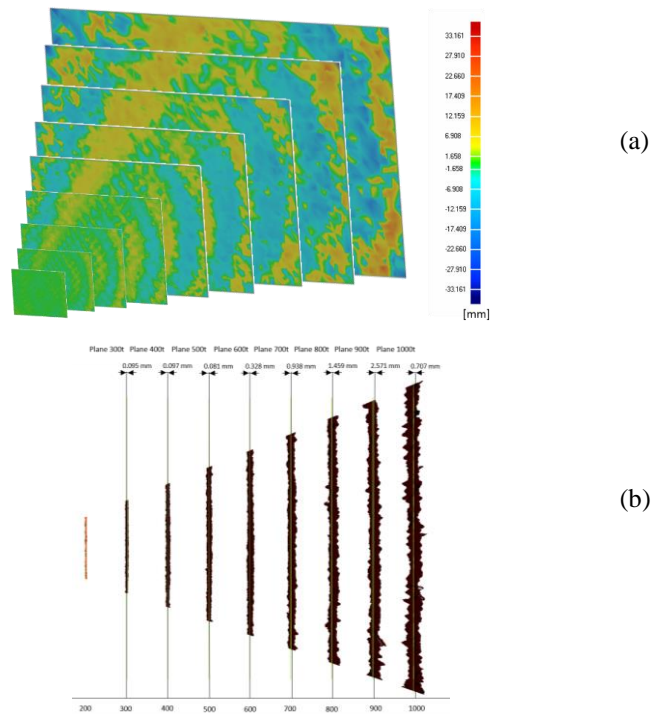 33.161
27.910
22.660
17.409
12.159
6.908
1.658
-1.658
-6.908
-12.159
-17.409
-22.660
-27.910
-33.161
[mm]
(a)
Plane 300t Plane 400t Plane 500t Plane 600t Plane 700t Plane 800t Plane 900t Plane 1000t
0.095 mm 0.097 mm 0.081 mm 0.328 mm 0.938 mm 1.459 mm 2.571 mm 0.707 mm
(b)
200 300 400 500 600 700 800 900 1000